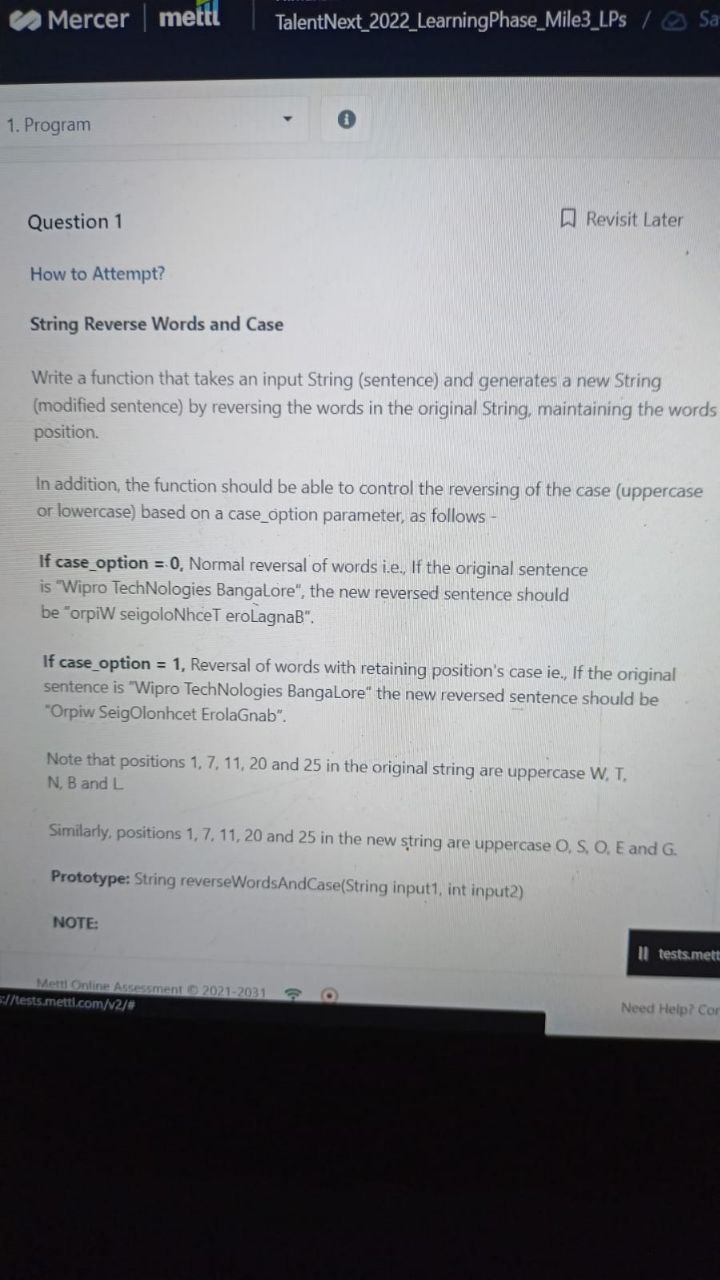 Mercer | mettl
TalentNext_2022_LearningPhase_Mile3_LPs /
1. Program
Question 1
Revisit Later
How to Attempt?
String Reverse Words and Case
Write a function that takes an input String (sentence) and generates a new String
(modified sentence) by reversing the words in the original String, maintaining the words
position.
In addition, the function should be able to control the reversing of the case (uppercase
or lowercase) based on a case_option parameter, as follows -
If case_option = 0, Normal reversal of words i.e., If the original sentence
is "Wipro TechNologies BangaLore", the new reversed sentence should
be "orpiW seigoloNhceT eroLagnaB".
If case_option = 1, Reversal of words with retaining position's case ie., If the original
sentence is "Wipro TechNologies BangaLore" the new reversed sentence should be
"Orpiw SeigOlonhcet ErolaGnab".
Note that positions 1, 7, 11, 20 and 25 in the original string are uppercase W, T,
N, B and L
Similarly, positions 1, 7, 11, 20 and 25 in the new string are uppercase O, S, O, E and G.
Prototype: String reverseWordsAndCase(String input1, int input2)
NOTE:
tests.mett
Mettl Online Assessment © 2021-2031
s://tests.mettl.com/v2/#
Need Help?